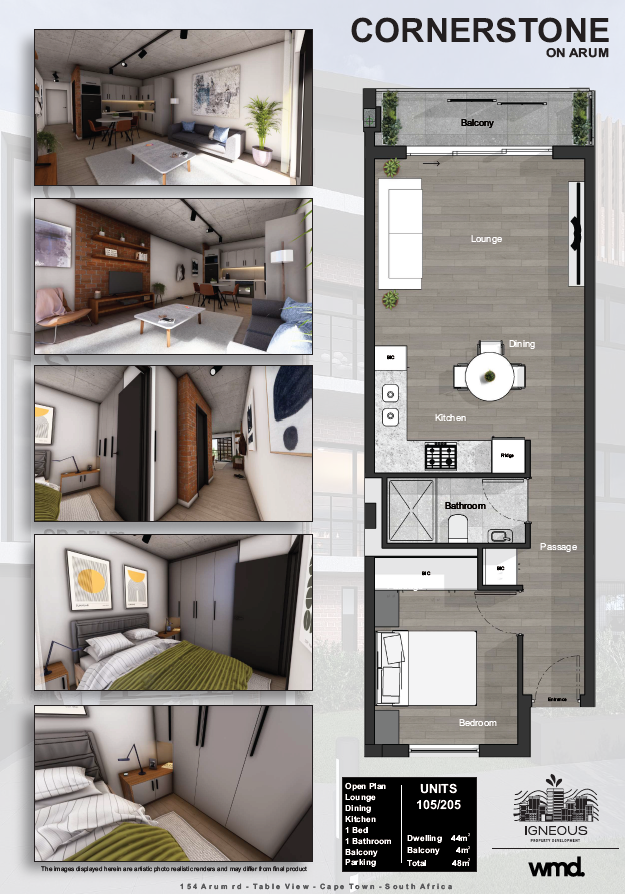 CORNERSTONE
ON ARUM
Balcony
Lounge
Dining
BIC
Kitchen
Fridge
Bathroom
Passage
BIC
BIC
Entrance
Bedroom
Open Plan
Lounge
Dining
Kitchen
1 Bed
1 Bathroom
Balcony
Parking
UNITS
105/205
Dwelling 44m²
Balcony 4m²
Total 48m²
IGNEOUS
PROPERTY DEVELOPMENT
wmd.
The images displayed herein are artistic photo realistic renders and may differ from final product
154 Arum rd - Table View - Cape Town - South Africa